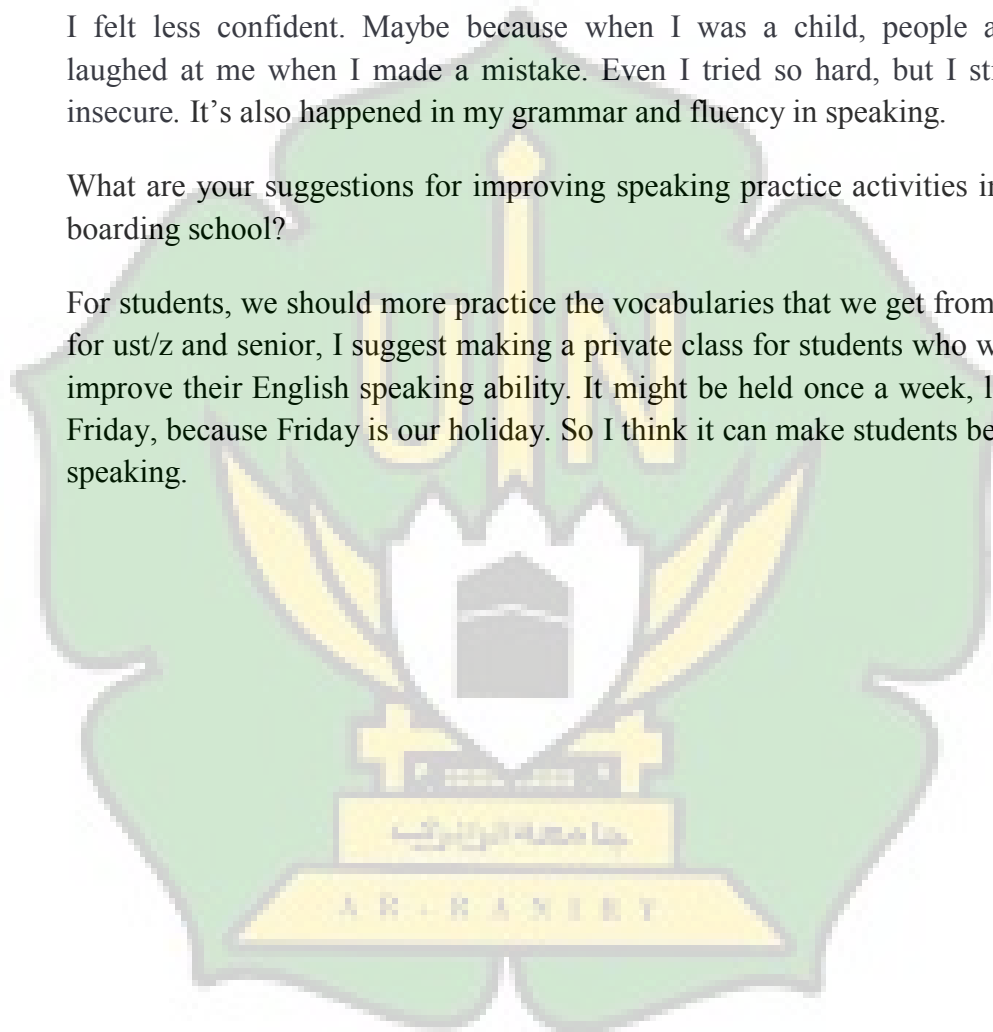 I felt less confident. Maybe because when I was a child, people a
laughed at me when I made a mistake. Even I tried so hard, but I st
insecure. It’s also happened in my grammar and fluency in speaking.
What are your suggestions for improving speaking practice activities in
boarding school?
For students, we should more practice the vocabularies that we get from
for ust/z and senior, I suggest making a private class for students who w
improve their English speaking ability. It might be held once a week, l
Friday, because Friday is our holiday. So I think it can make students be
speaking.
UIN
جامعة الرانري
AR-RANIRY